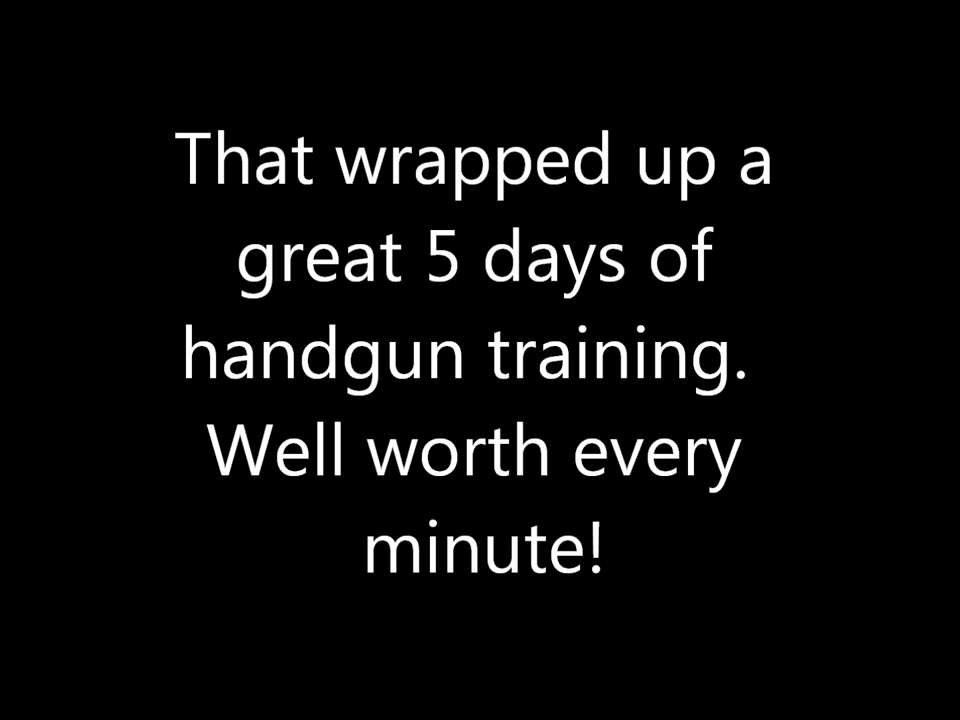 That wrapped up a
great 5 days of
handgun training.
Well worth every
minute!